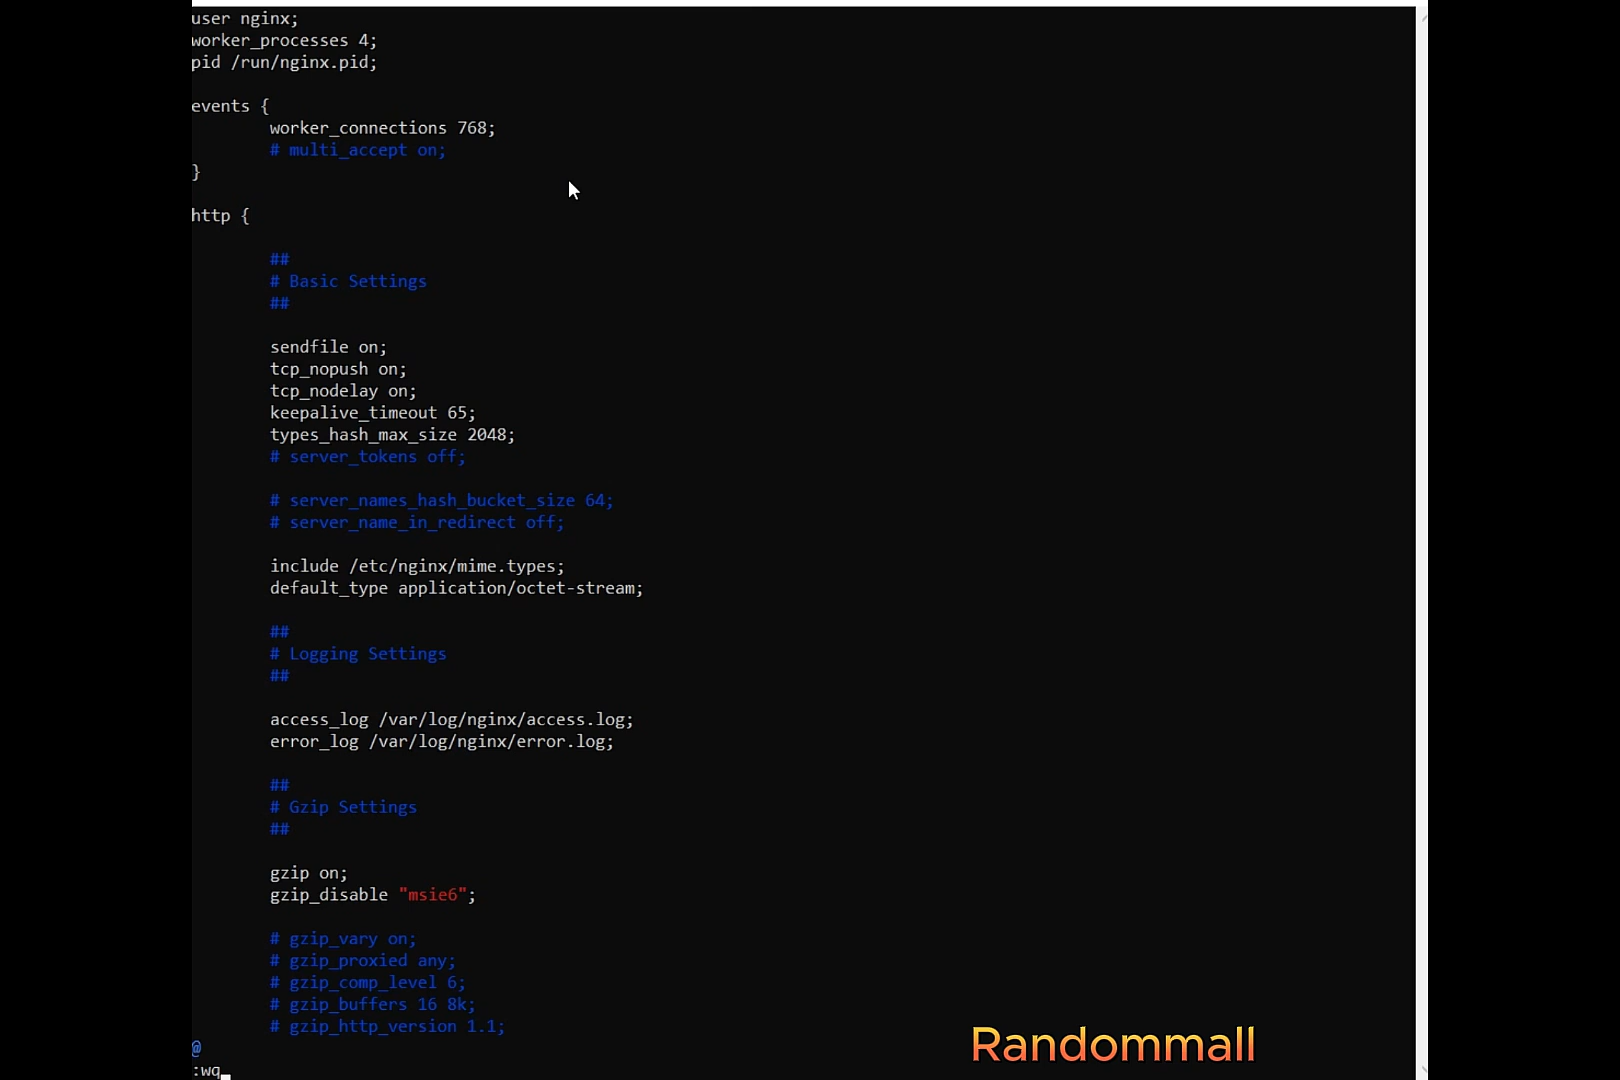 user nginx;
worker_processes 4;
pid /run/nginx.pid;
events {
worker_connections 768;
# multi_accept on;
}
http {
##
# Basic Settings
##
sendfile on;
tcp_nopush on;
tcp_nodelay on;
keepalive_timeout 65;
types_hash_max_size 2048;
# server_tokens off;
# server_names_hash_bucket_size 64;
# server_name_in_redirect off;
include /etc/nginx/mime.types;
default_type application/octet-stream;
##
# Logging Settings
##
access_log /var/log/nginx/access.log;
error_log /var/log/nginx/error.log;
##
# Gzip Settings
##
gzip on;
gzip_disable "msie6";
# gzip_vary on;
# gzip_proxied any;
# gzip_comp_level 6;
# gzip_buffers 16 8k;
# gzip_http_version 1.1;
@
:wq
Randommall